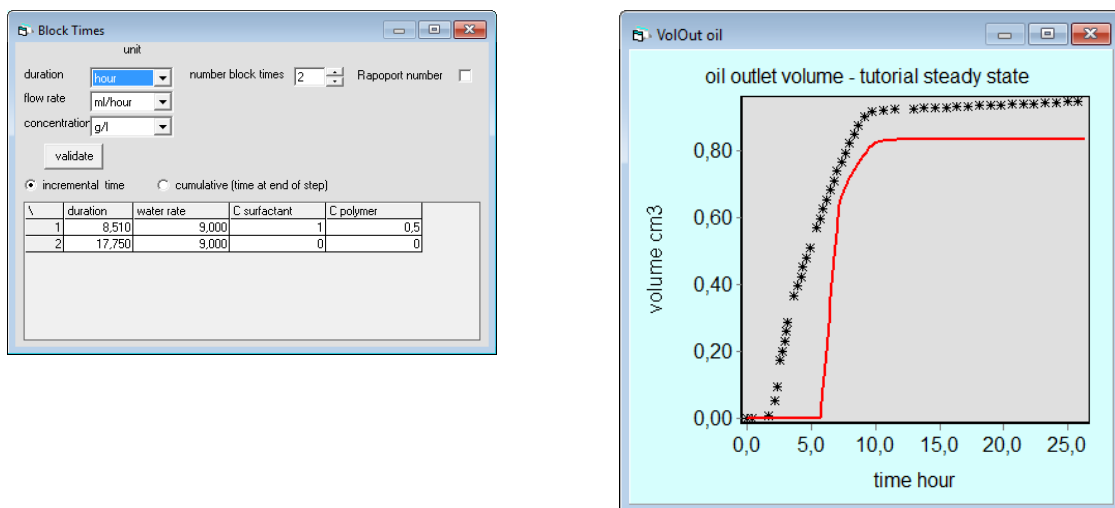 Block Times
unit
duration hour number block times 2 Rapoport number
flow rate ml/hour
concentration g/l
validate
incremental time cumulative (time at end of step)
\ duration water rate C surfactant C polymer
1 8,510 9,000 1 0,5
2 17,750 9,000 0 0
VolOut oil
oil outlet volume - tutorial steady state
volume cm3
0,80
0,60
0,40
0,20
0,00
0,0 5,0 10,0 15,0 20,0 25,0
time hour